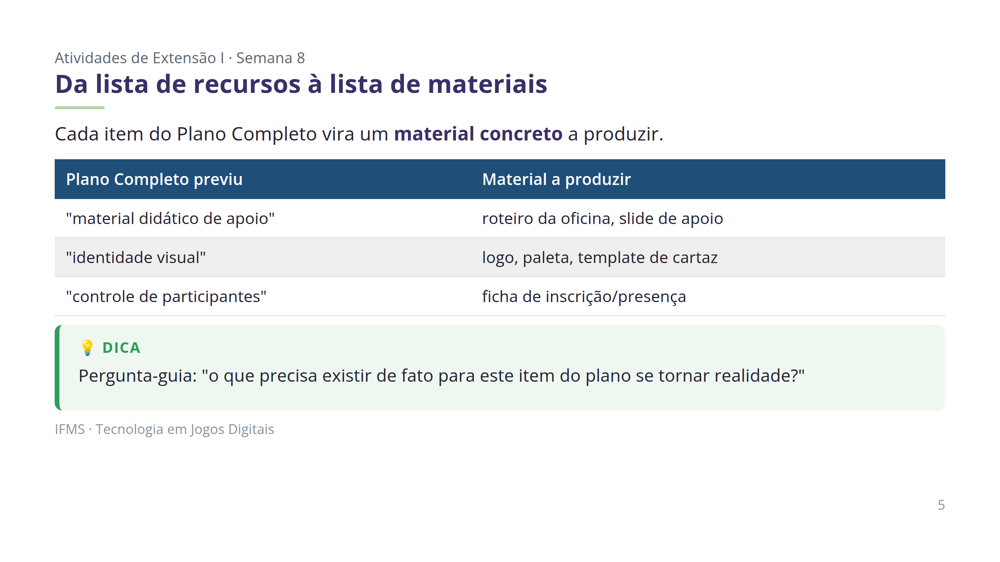 Atividades de Extensão I · Semana 8
Da lista de recursos à lista de materiais
Cada item do Plano Completo vira um material concreto a produzir.
Plano Completo previu
Material a produzir
"material didático de apoio"
roteiro da oficina, slide de apoio
"identidade visual"
logo, paleta, template de cartaz
"controle de participantes"
ficha de inscrição/presença
💡 DICA
Pergunta-guia: "o que precisa existir de fato para este item do plano se tornar realidade?"
IFMS · Tecnologia em Jogos Digitais
5